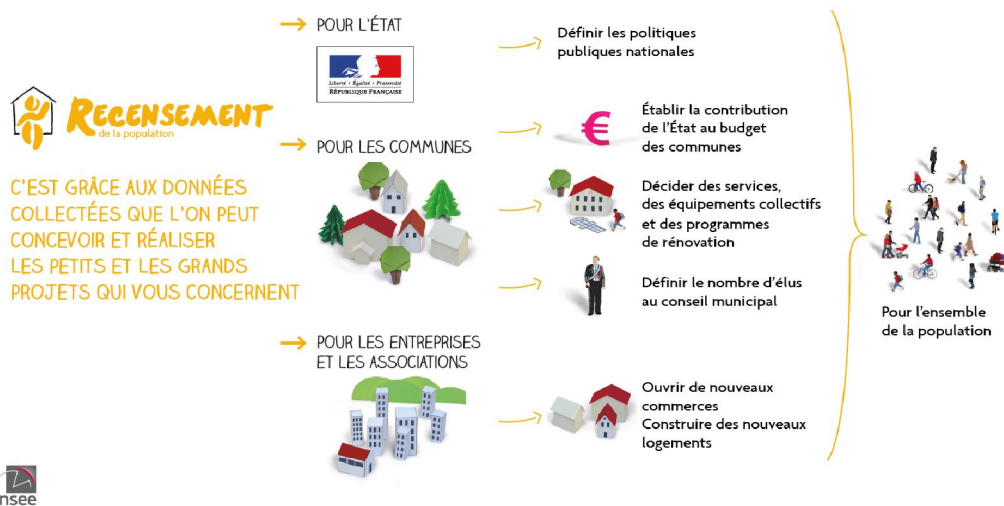 RECENSEMENT
de la population
C'EST GRÂCE AUX DONNÉES
COLLECTÉES QUE L'ON PEUT
CONCEVOIR ET RÉALISER
LES PETITS ET LES GRANDS
PROJETS QUI VOUS CONCERNENT
POUR L'ÉTAT
Liberté • Égalité • Fraternité
RÉPUBLIQUE FRANÇAISE
Définir les politiques
publiques nationales
POUR LES COMMUNES
€
Établir la contribution
de l'État au budget
des communes
Décider des services,
des équipements collectifs
et des programmes
de rénovation
Définir le nombre d'élus
au conseil municipal
POUR LES ENTREPRISES
ET LES ASSOCIATIONS
Ouvrir de nouveaux
commerces
Construire des nouveaux
logements
Pour l'ensemble
de la population
nsee